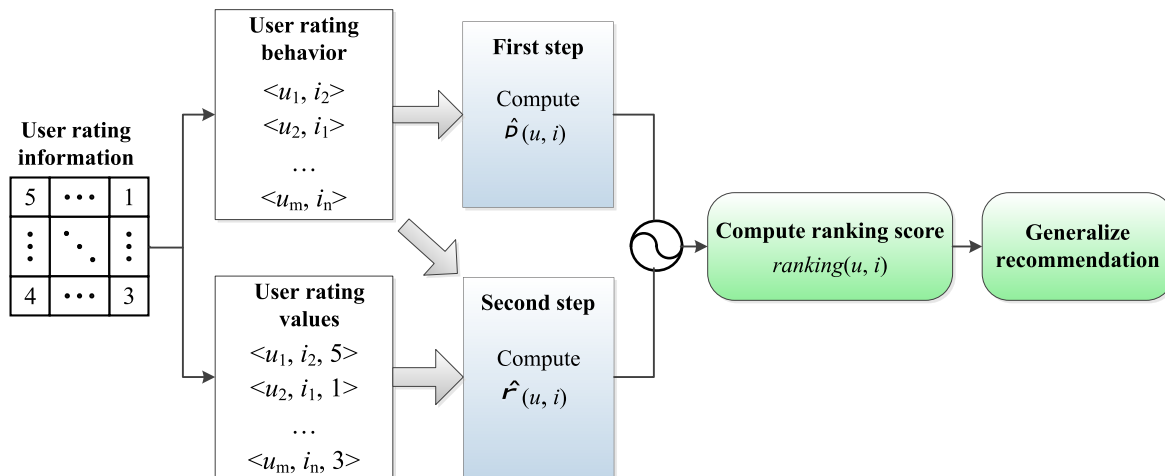 User rating
information
5 ··· 1
⋮ ⋱ ⋮
4 ··· 3
User rating
behavior
<u₁, i₂>
<u₂, i₁>
...
<uₘ, iₙ>
User rating
values
<u₁, i₂, 5>
<u₂, i₁, 1>
...
<uₘ, iₙ, 3>
First step
Compute
p̂(u, i)
Second step
Compute
r̂(u, i)
Compute ranking score
ranking(u, i)
Generalize
recommendation